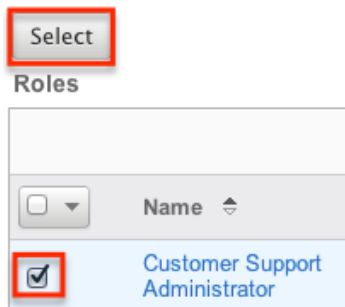 Select
Roles
Name
Customer Support
Administrator